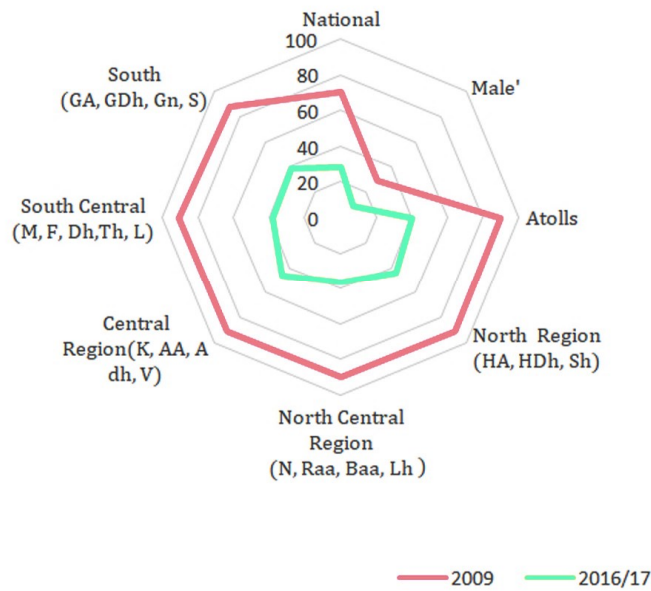 National
100
80
60
40
20
0
Male'
Atolls
North Region
(HA, HDh, Sh)
North Central
Region
(N, Raa, Baa, Lh )
Central
Region(K, AA, A
dh, V)
South Central
(M, F, Dh,Th, L)
South
(GA, GDh, Gn, S)
2009
2016/17